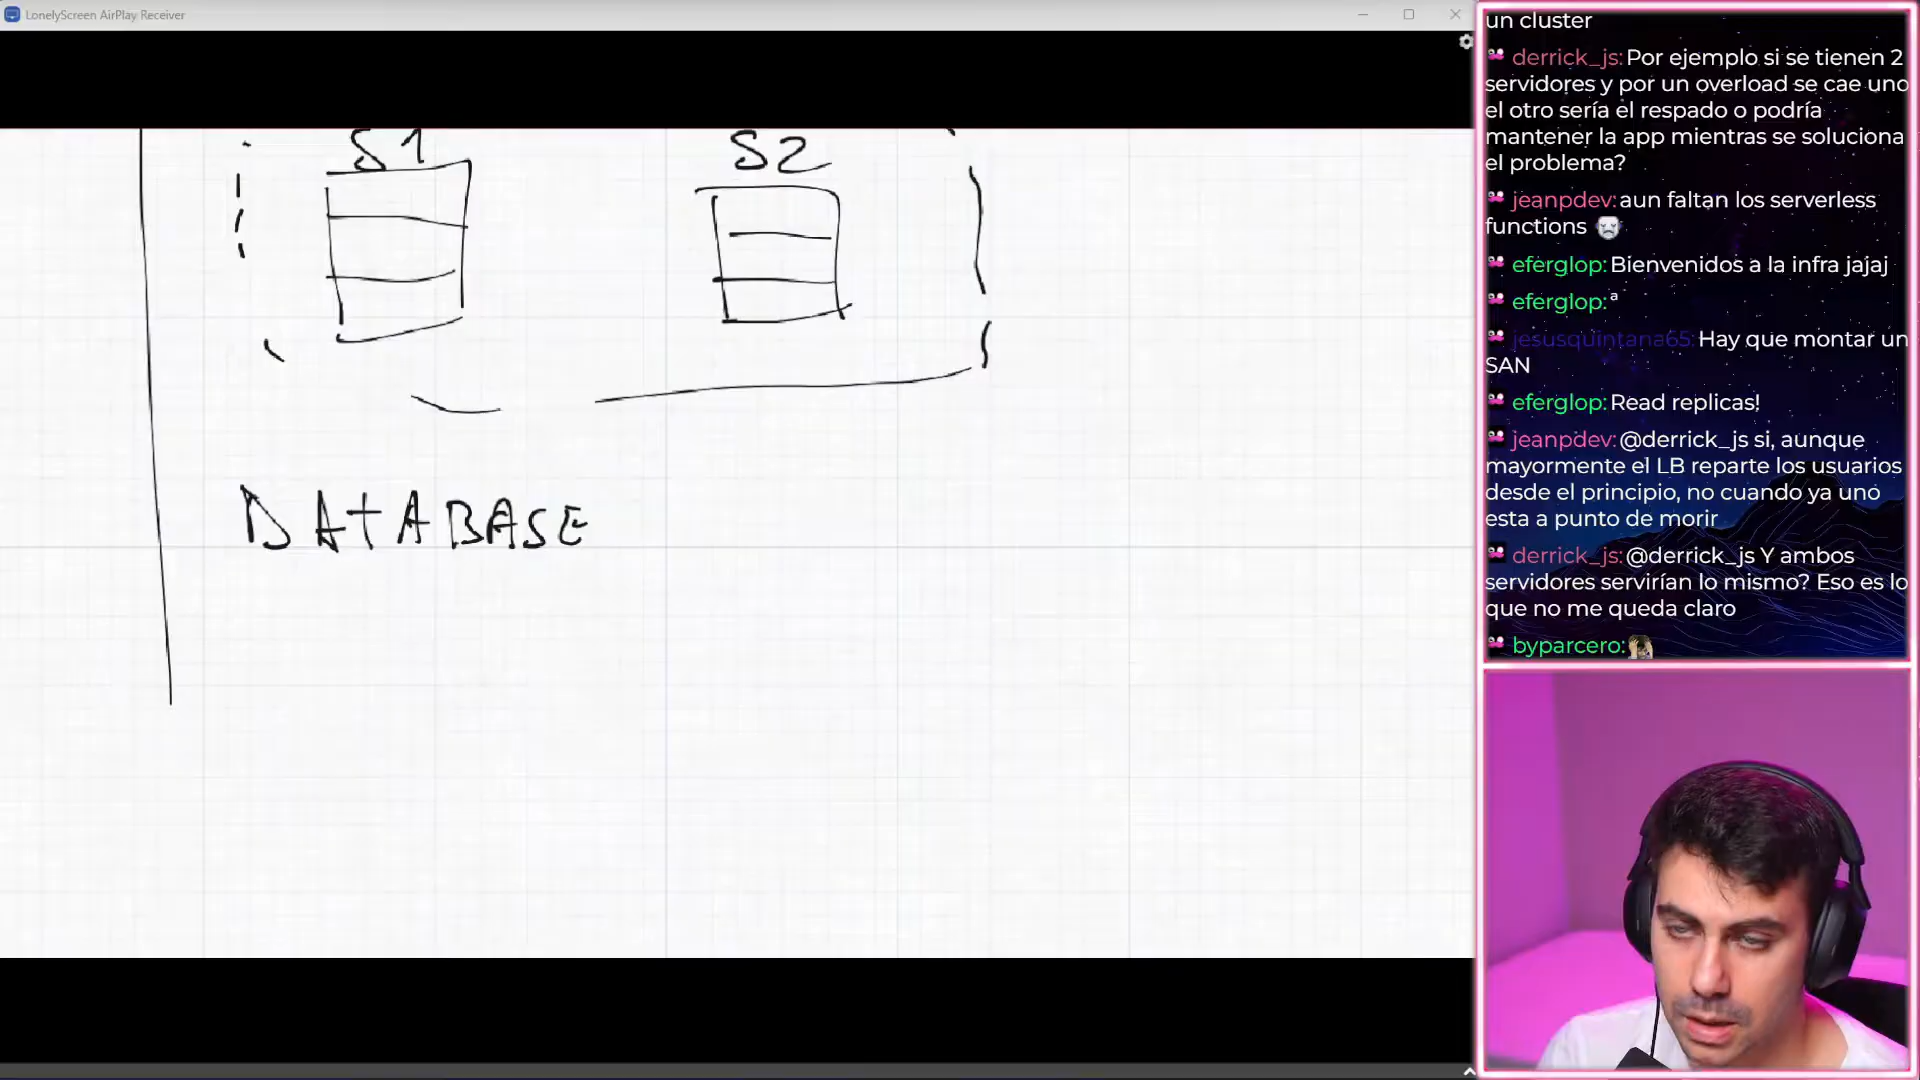 LonelyScreen AirPlay Receiver
S1
S2
DATABASE
un cluster
derrick_js: Por ejemplo si se tienen 2
servidores y por un overload se cae uno
el otro sería el respado o podría
mantener la app mientras se soluciona
el problema?
jeanpdev: aun faltan los serverless
functions
eferglop: Bienvenidos a la infra jajaj
eferglop: ª
jesusquintana65: Hay que montar un
SAN
eferglop: Read replicas!
jeanpdev: @derrick_js si, aunque
mayormente el LB reparte los usuarios
desde el principio, no cuando ya uno
esta a punto de morir
derrick_js: @derrick_js Y ambos
servidores servirían lo mismo? Eso es lo
que no me queda claro
byparcero: